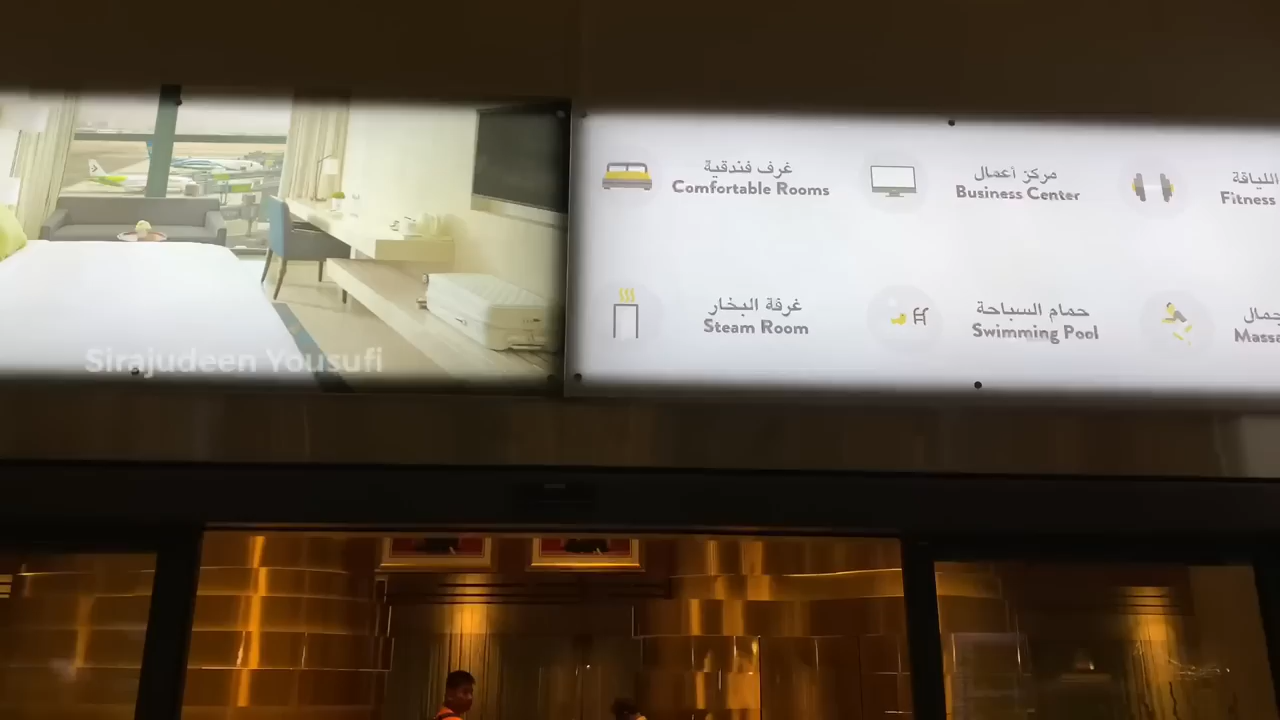 غرف فندقية
Comfortable Rooms
مركز أعمال
Business Center
اللياقة
Fitness
غرفة البخار
Steam Room
حمام السباحة
Swimming Pool
Sirajudeen Yousufi